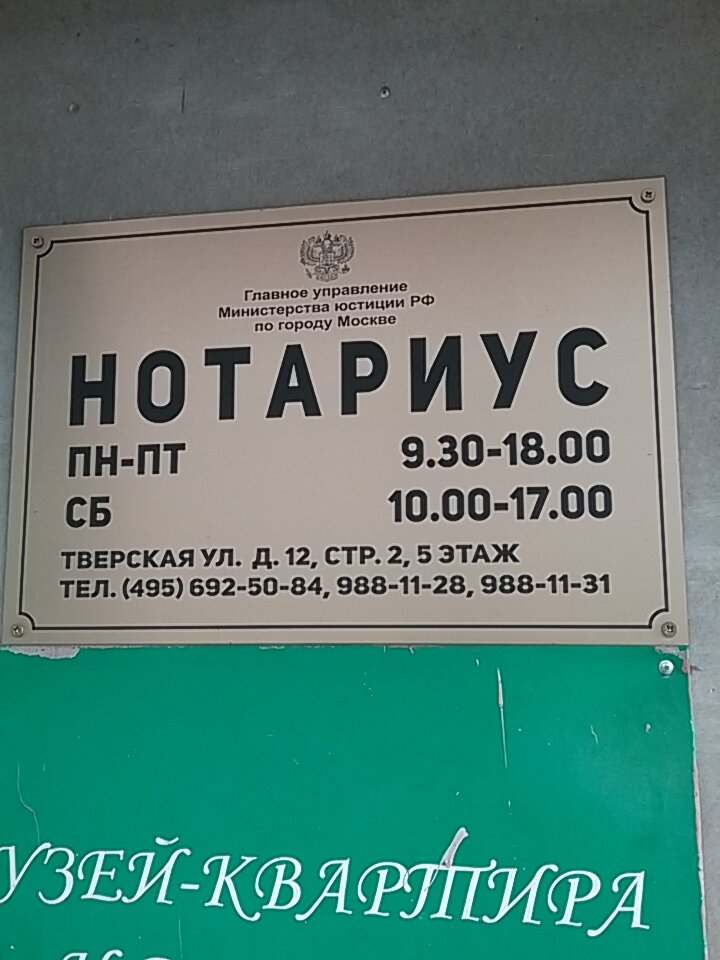 Главное управление
Министерства юстиции РФ
по городу Москве
НОТАРИУС
ПН-ПТ 9.30-18.00
СБ 10.00-17.00
ТВЕРСКАЯ УЛ. Д. 12, СТР. 2, 5 ЭТАЖ
ТЕЛ. (495) 692-50-84, 988-11-28, 988-11-31
УЗЕЙ-КВАРТИРА